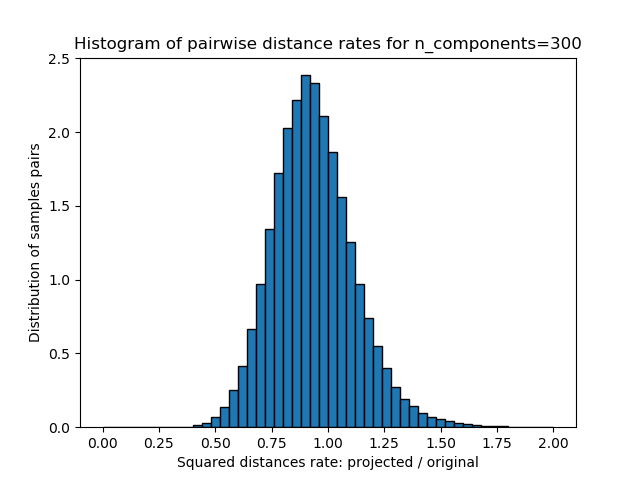 Histogram of pairwise distance rates for n_components=300
Distribution of samples pairs
2.5
2.0
1.5
1.0
0.5
0.0
0.00 0.25 0.50 0.75 1.00 1.25 1.50 1.75 2.00
Squared distances rate: projected / original